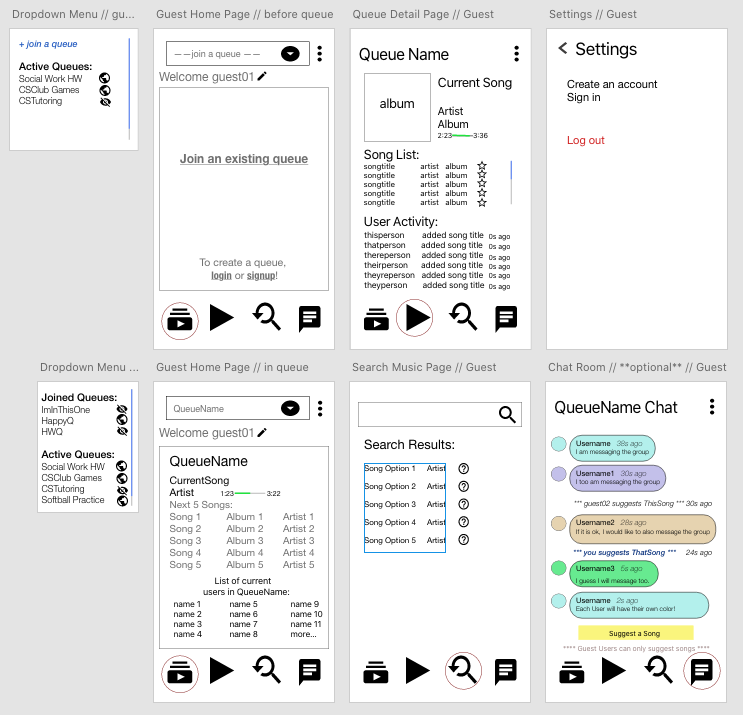 Dropdown Menu // gu...
+ join a queue
Active Queues:
Social Work HW
CSClub Games
CSTutoring
Guest Home Page // before queue
——join a queue ——
Welcome guest01
Join an existing queue
To create a queue,
login or signup!
Queue Detail Page // Guest
Queue Name
album
Current Song
Artist
Album
2:23 3:36
Song List:
songtitle artist album
songtitle artist album
songtitle artist album
songtitle artist album
songtitle artist album
User Activity:
thisperson added song title 0s ago
thatperson added song title 0s ago
thereperson added song title 0s ago
theirperson added song title 0s ago
theyreperson added song title 0s ago
theyperson added song title 0s ago
Settings // Guest
Settings
Create an account
Sign in
Log out
Dropdown Menu ...
Joined Queues:
ImInThisOne
HappyQ
HWQ
Active Queues:
Social Work HW
CSClub Games
CSTutoring
Softball Practice
Guest Home Page // in queue
QueueName
Welcome guest01
QueueName
CurrentSong
Artist 1:23 3:22
Next 5 Songs:
Song 1 Album 1 Artist 1
Song 2 Album 2 Artist 2
Song 3 Album 3 Artist 3
Song 4 Album 4 Artist 4
Song 5 Album 5 Artist 5
List of current
users in QueueName:
name 1 name 5 name 9
name 2 name 6 name 10
name 3 name 7 name 11
name 4 name 8 more...
Search Music Page // Guest
Search Results:
Song Option 1 Artist
Song Option 2 Artist
Song Option 3 Artist
Song Option 4 Artist
Song Option 5 Artist
Chat Room // **optional** // Guest
QueueName Chat
Username 38s ago
I am messaging the group
Username1 30s ago
I too am messaging the group
*** guest02 suggests ThisSong *** 30s ago
Username2 28s ago
If it is ok, I would like to also message the group
*** you suggests ThatSong *** 24s ago
Username3 5s ago
I guess I will message too.
Username 2s ago
Each User will have their own color!
Suggest a Song
**** Guest Users can only suggest songs ****